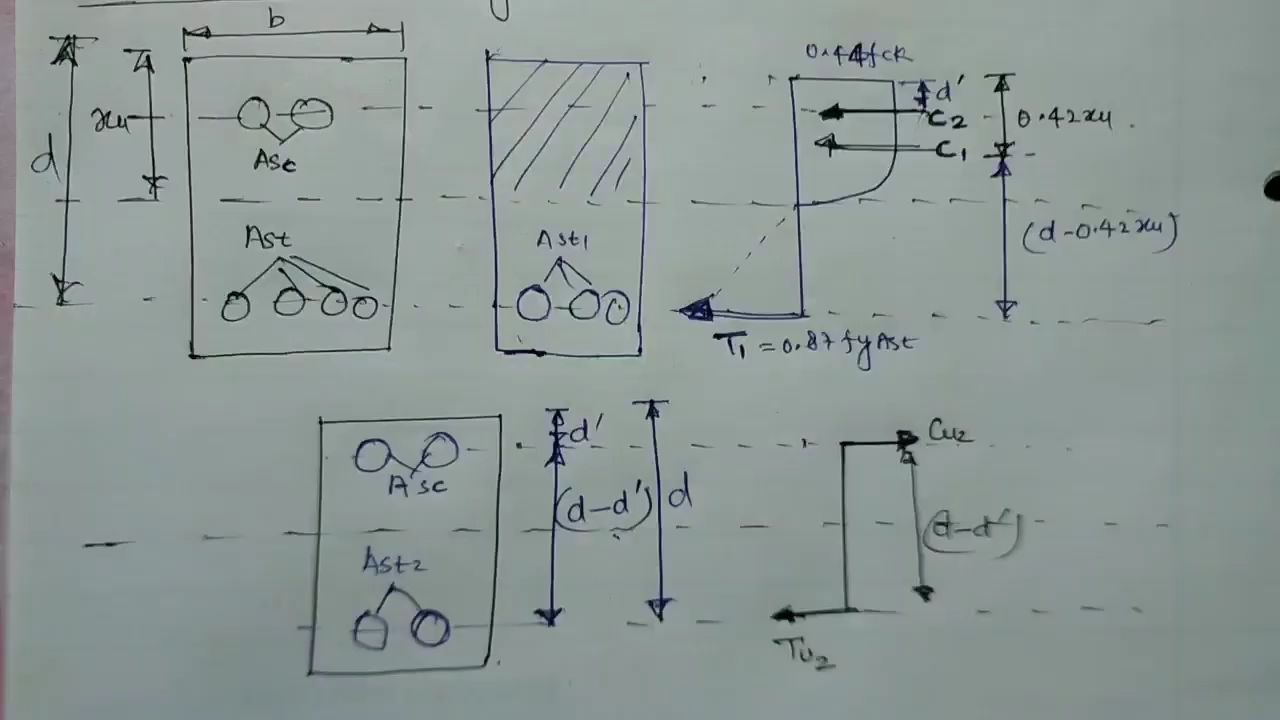 b
0.44fck
d'
xu
C2
0.42xu
d
Asc
C1
Ast
Ast1
(d-0.42xu)
T1 = 0.87fyAst
d'
Cu2
Asc
(d-d')
d
(d-d')
Ast2
Tu2